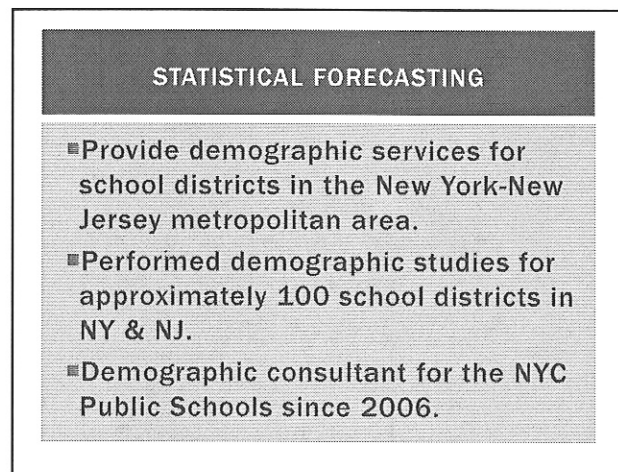 STATISTICAL FORECASTING
▪Provide demographic services for
school districts in the New York-New
Jersey metropolitan area.
▪Performed demographic studies for
approximately 100 school districts in
NY & NJ.
▪Demographic consultant for the NYC
Public Schools since 2006.